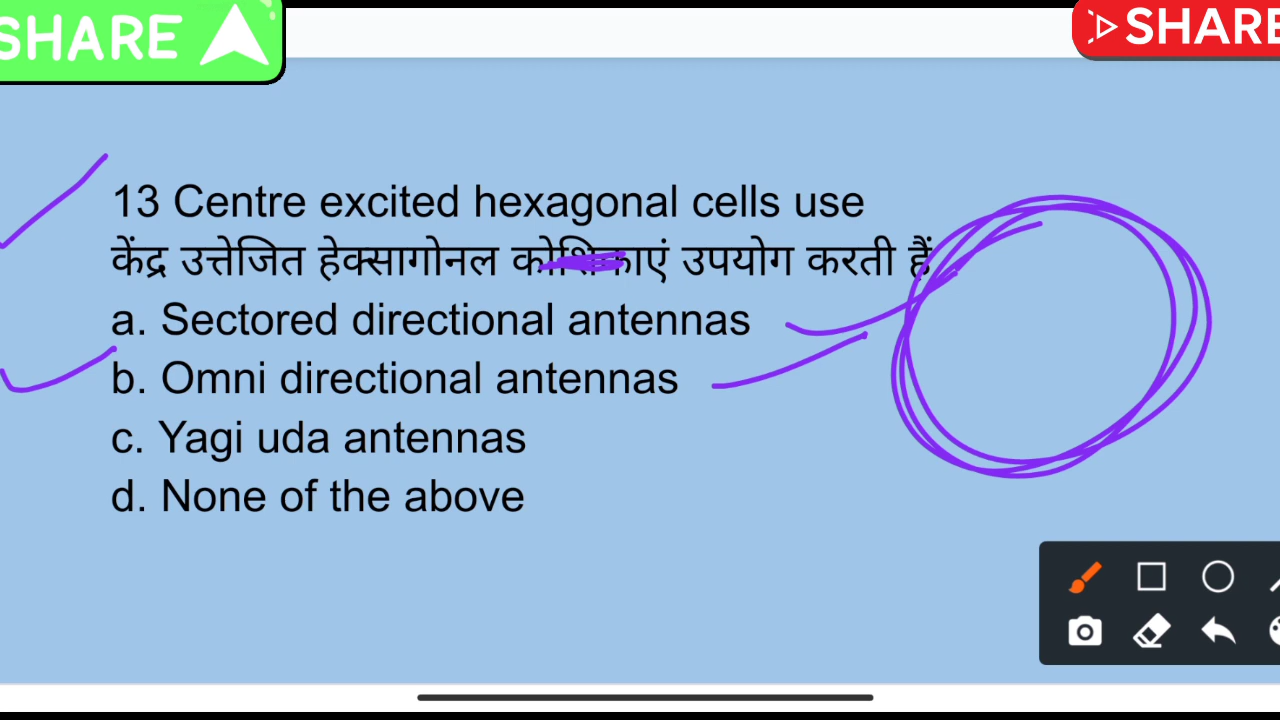 SHARE
SHARE
13 Centre excited hexagonal cells use
केंद्र उत्तेजित हेक्सागोनल कोशिकाएं उपयोग करती हैं
a. Sectored directional antennas
b. Omni directional antennas
c. Yagi uda antennas
d. None of the above